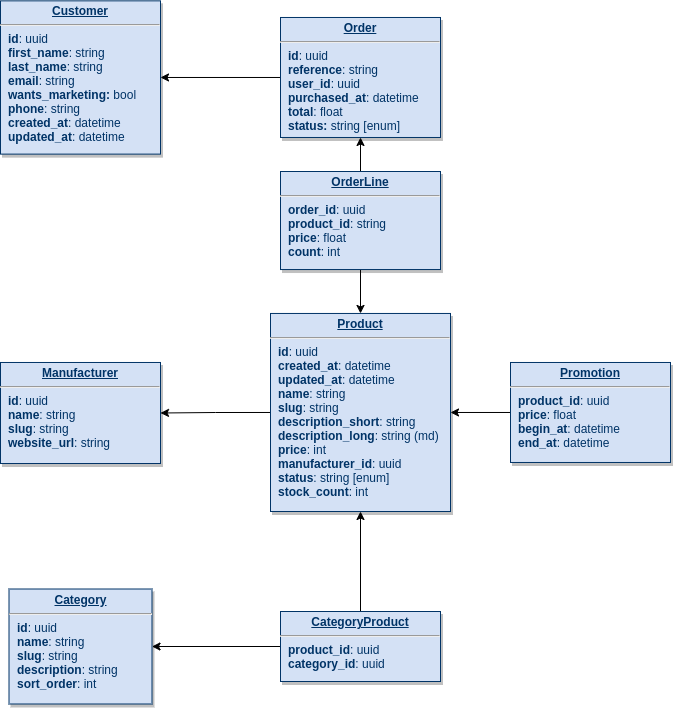 Customer
id: uuid
first_name: string
last_name: string
email: string
wants_marketing: bool
phone: string
created_at: datetime
updated_at: datetime
Order
id: uuid
reference: string
user_id: uuid
purchased_at: datetime
total: float
status: string [enum]
OrderLine
order_id: uuid
product_id: string
price: float
count: int
Product
id: uuid
created_at: datetime
updated_at: datetime
name: string
slug: string
description_short: string
description_long: string (md)
price: int
manufacturer_id: uuid
status: string [enum]
stock_count: int
Manufacturer
id: uuid
name: string
slug: string
website_url: string
Promotion
product_id: uuid
price: float
begin_at: datetime
end_at: datetime
Category
id: uuid
name: string
slug: string
description: string
sort_order: int
CategoryProduct
product_id: uuid
category_id: uuid